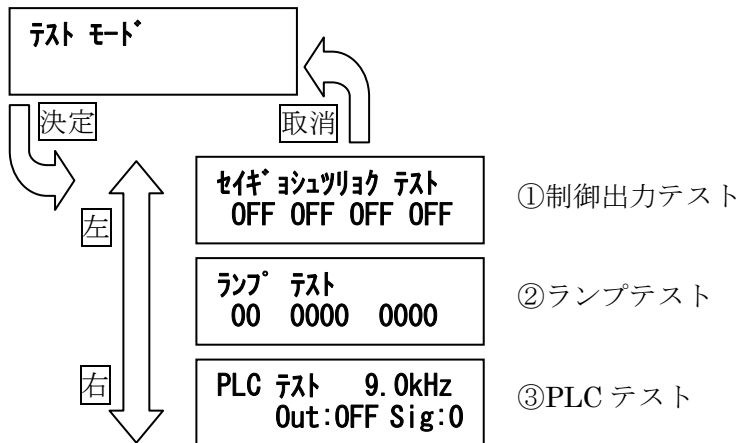 ﾃｽﾄ ﾓｰﾄﾞ
決定
取消
左
ｾｲｷﾞｮｼｭﾂﾘｮｸ ﾃｽﾄ
OFF OFF OFF OFF
①制御出力テスト
ﾗﾝﾌﾟ ﾃｽﾄ
00 0000 0000
②ランプテスト
右
PLC ﾃｽﾄ 9.0kHz
Out:OFF Sig:0
③PLC テスト